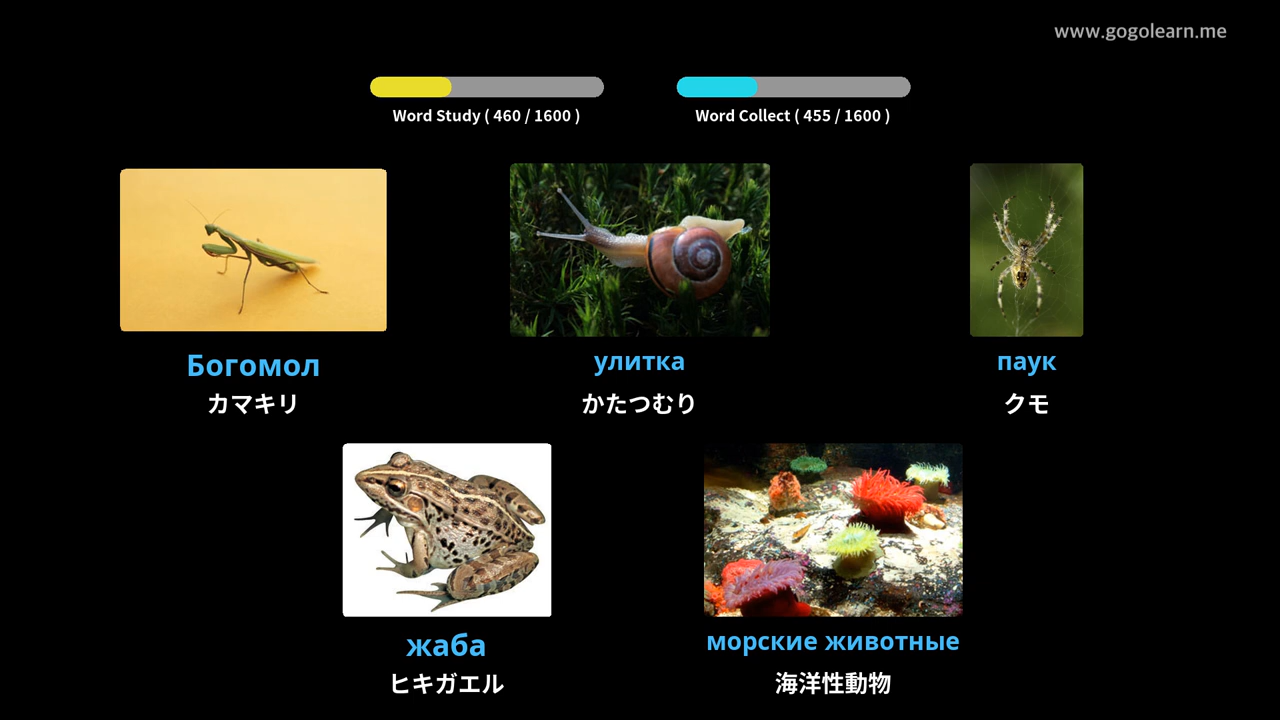 www.gogolearn.me
Word Study ( 460 / 1600 )
Word Collect ( 455 / 1600 )
Богомол
カマキリ
улитка
かたつむり
паук
クモ
жаба
ヒキガエル
морские животные
海洋性動物